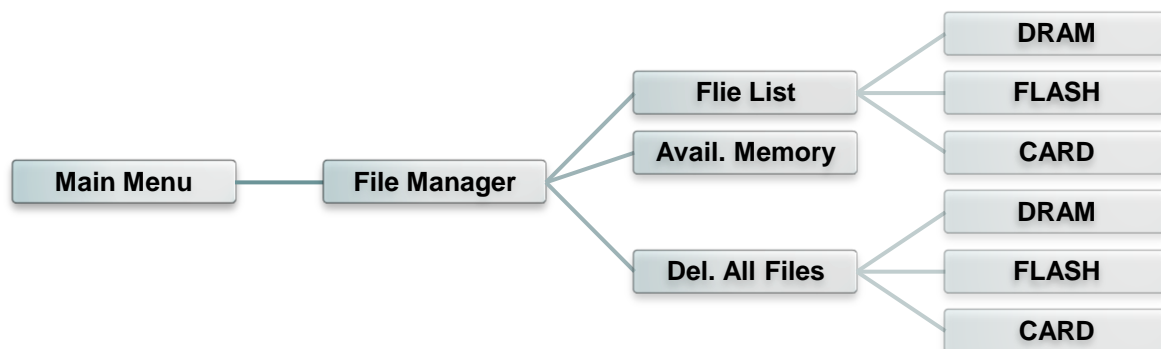 Main Menu
File Manager
Flie List
DRAM
FLASH
CARD
Avail. Memory
Del. All Files
DRAM
FLASH
CARD